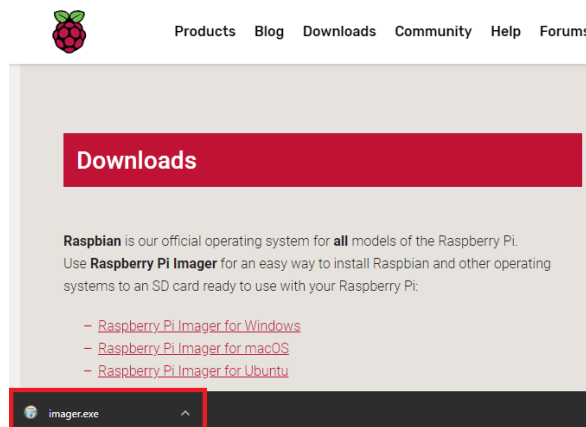 Products Blog Downloads Community Help Forums
Downloads
Raspbian is our official operating system for all models of the Raspberry Pi.
Use Raspberry Pi Imager for an easy way to install Raspbian and other operating
systems to an SD card ready to use with your Raspberry Pi:
– Raspberry Pi Imager for Windows
– Raspberry Pi Imager for macOS
– Raspberry Pi Imager for Ubuntu
imager.exe